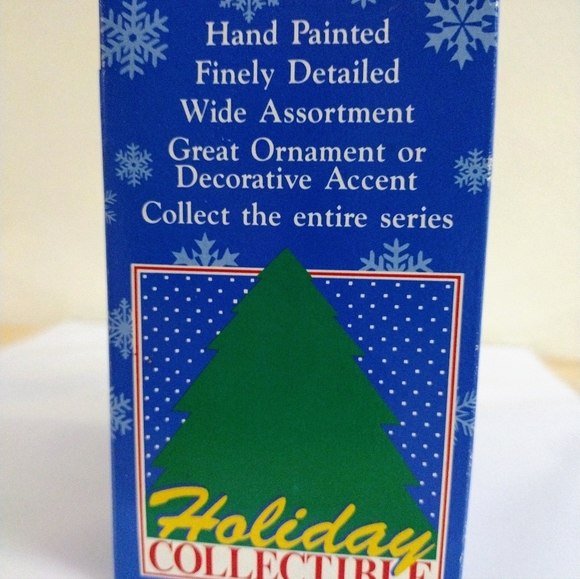 Hand Painted
Finely Detailed
Wide Assortment
Great Ornament or
Decorative Accent
Collect the entire series
Holiday
COLLECTIBLE